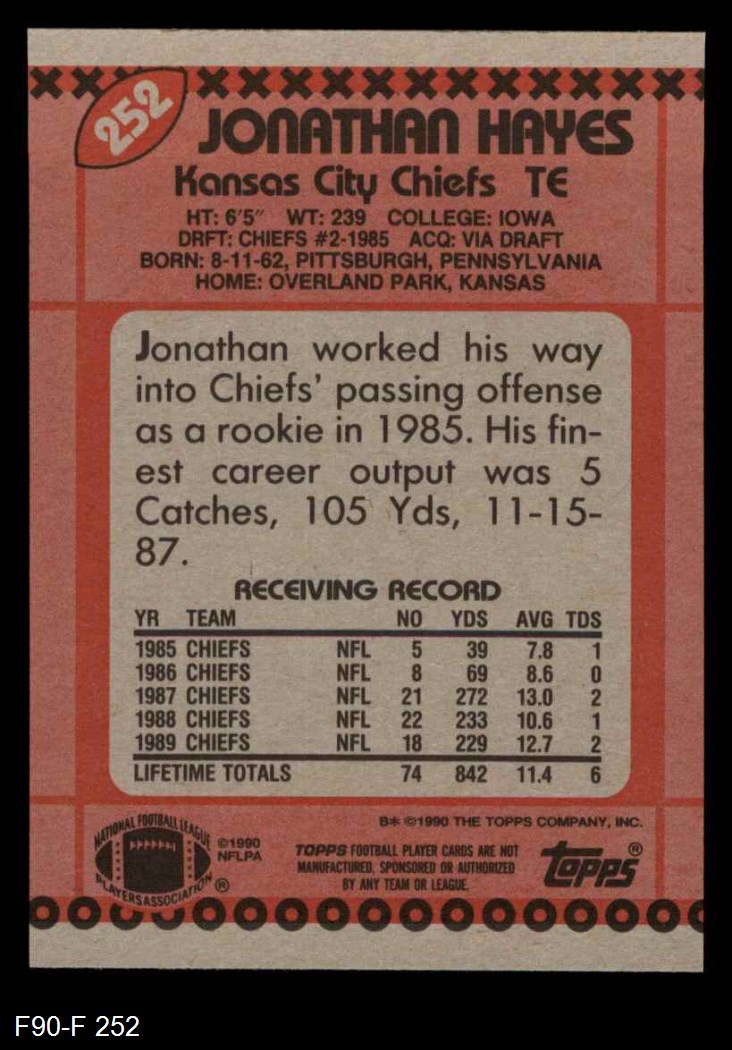 252
JONATHAN HAYES
Kansas City Chiefs TE
HT: 6'5" WT: 239 COLLEGE: IOWA
DRFT: CHIEFS #2-1985 ACQ: VIA DRAFT
BORN: 8-11-62, PITTSBURGH, PENNSYLVANIA
HOME: OVERLAND PARK, KANSAS
Jonathan worked his way
into Chiefs' passing offense
as a rookie in 1985. His fin-
est career output was 5
Catches, 105 Yds, 11-15-
87.
RECEIVING RECORD
YR TEAM NO YDS AVG TDS
1985 CHIEFS NFL 5 39 7.8 1
1986 CHIEFS NFL 8 69 8.6 0
1987 CHIEFS NFL 21 272 13.0 2
1988 CHIEFS NFL 22 233 10.6 1
1989 CHIEFS NFL 18 229 12.7 2
LIFETIME TOTALS 74 842 11.4 6
B* ©1990 THE TOPPS COMPANY, INC.
NATIONAL FOOTBALL LEAGUE
PLAYERS ASSOCIATION ®
©1990
NFLPA
TOPPS FOOTBALL PLAYER CARDS ARE NOT
MANUFACTURED, SPONSORED OR AUTHORIZED
BY ANY TEAM OR LEAGUE.
topps ®
F90-F 252